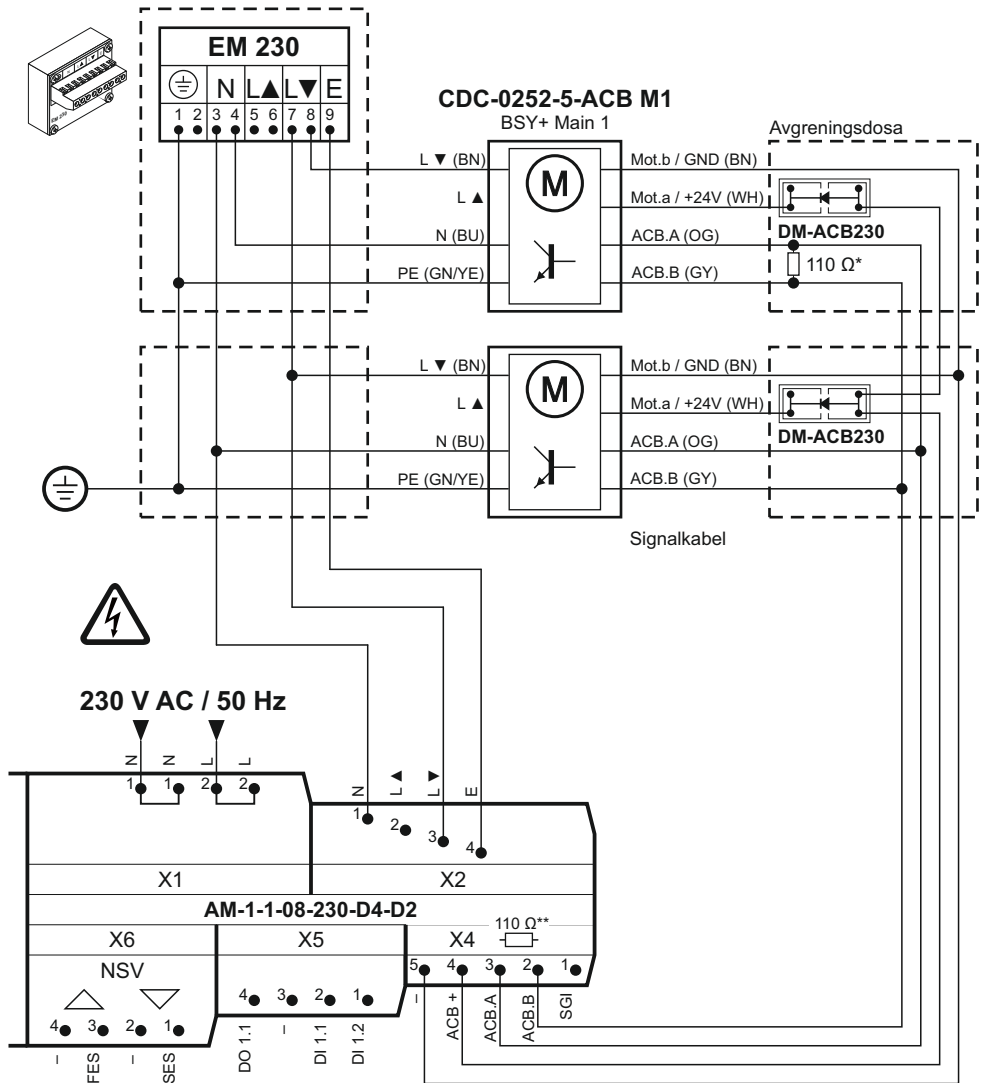 EM 230
N L▲ L▼ E
1 2 3 4 5 6 7 8 9
EM 230
CDC-0252-5-ACB M1
BSY+ Main 1
Avgreningsdosa
L ▼ (BN)
L ▲
N (BU)
PE (GN/YE)
M
Mot.b / GND (BN)
Mot.a / +24V (WH)
ACB.A (OG)
ACB.B (GY)
DM-ACB230
110 Ω*
L ▼ (BN)
L ▲
N (BU)
PE (GN/YE)
M
Mot.b / GND (BN)
Mot.a / +24V (WH)
ACB.A (OG)
ACB.B (GY)
DM-ACB230
Signalkabel
230 V AC / 50 Hz
N N L L
1 1 2 2
N L▲ L▼ E
1 2 3 4
X1 X2
AM-1-1-08-230-D4-D2
X6 X5 X4 110 Ω**
NSV
5 4 3 2 1
4 3 2 1
4 3 2 1
– ACB + ACB.A ACB.B SGI
DO 1.1 – DI 1.1 DI 1.2
– FES – SES